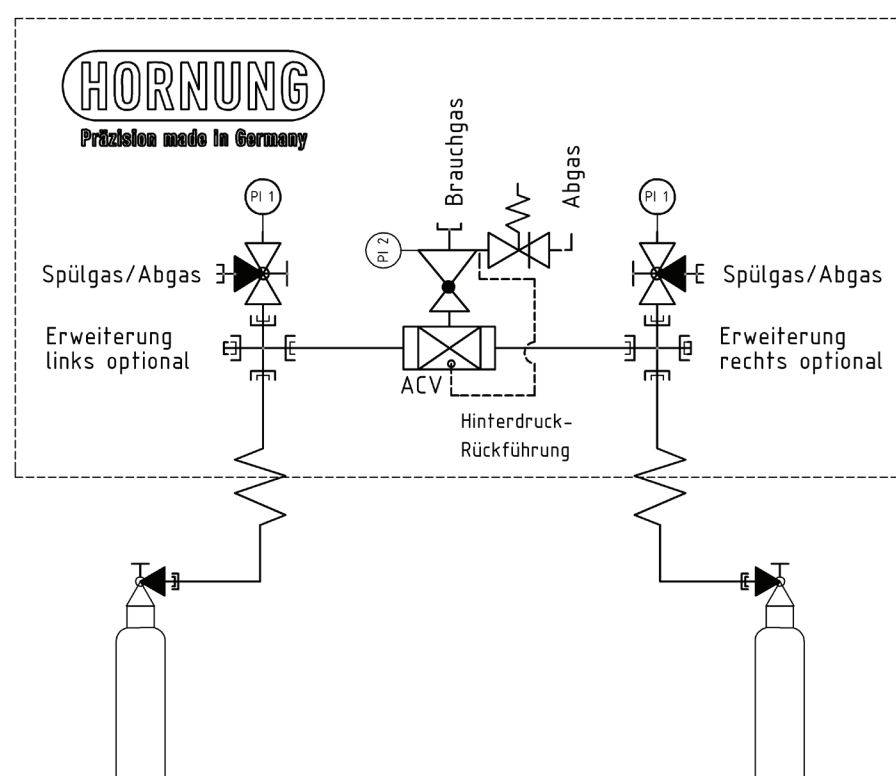 HORNUNG
Präzision made in Germany
Brauchgas
Abgas
PI 1
PI 2
PI 1
Spülgas/Abgas
Spülgas/Abgas
Erweiterung
links optional
Erweiterung
rechts optional
ACV
Hinterdruck-
Rückführung